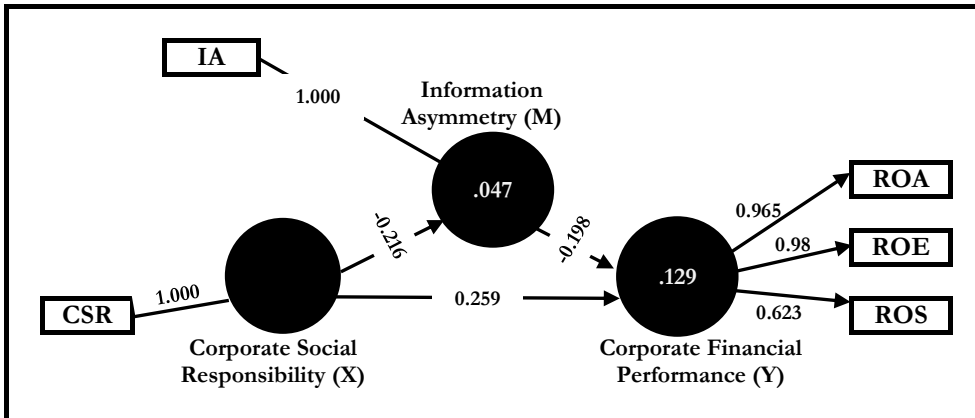 IA
1.000
Information
Asymmetry (M)
.047
-0.216
-0.198
ROA
0.965
ROE
0.98
.129
CSR
1.000
0.259
ROS
0.623
Corporate Social
Responsibility (X)
Corporate Financial
Performance (Y)